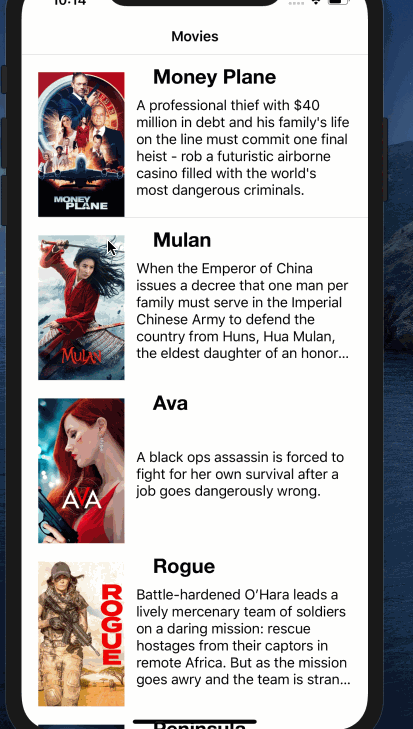 10:14
Movies
Money Plane
A professional thief with $40
million in debt and his family's life
on the line must commit one final
heist - rob a futuristic airborne
casino filled with the world's
most dangerous criminals.
MONEY
PLANE
Mulan
When the Emperor of China
issues a decree that one man per
family must serve in the Imperial
Chinese Army to defend the
country from Huns, Hua Mulan,
the eldest daughter of an honor...
MULAN
Ava
A black ops assassin is forced to
fight for her own survival after a
job goes dangerously wrong.
AVA
Rogue
Battle-hardened O’Hara leads a
lively mercenary team of soldiers
on a daring mission: rescue
hostages from their captors in
remote Africa. But as the mission
goes awry and the team is stran...
ROGUE
Peninsula